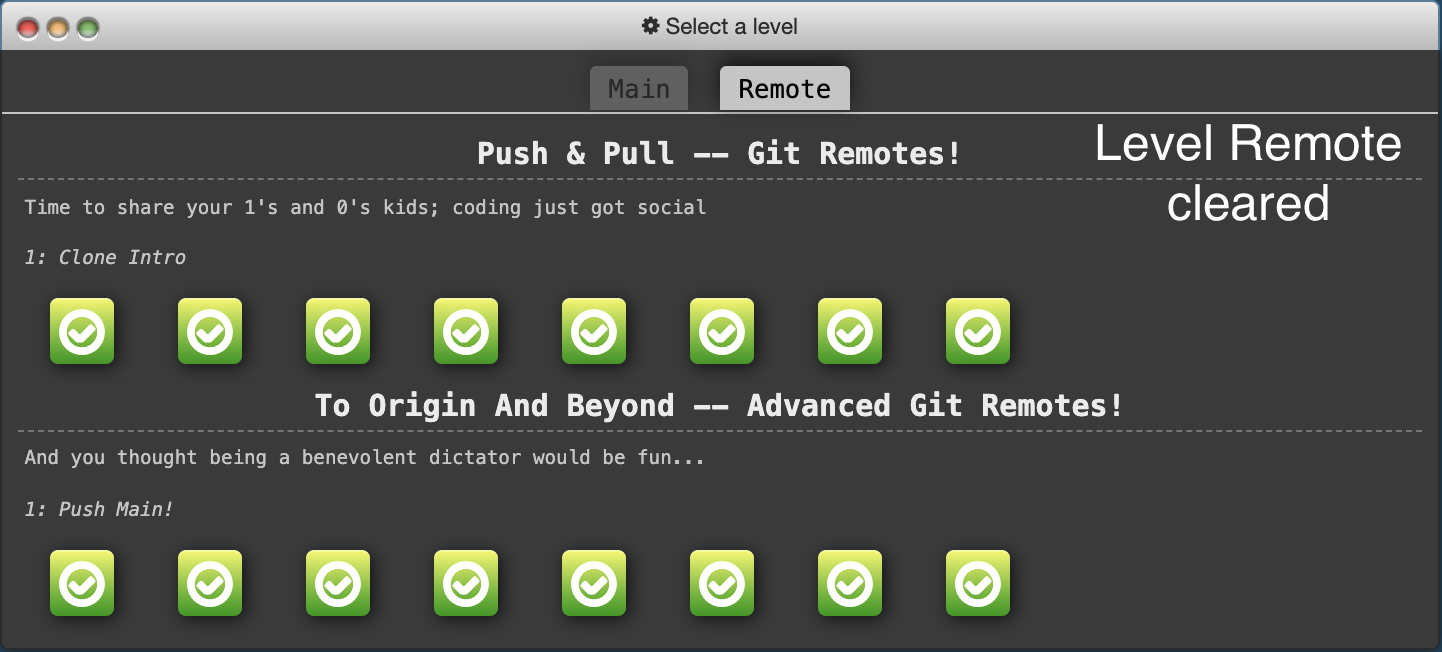 Select a level
Main
Remote
Push & Pull -- Git Remotes!
Level Remote
cleared
Time to share your 1's and 0's kids; coding just got social
1: Clone Intro
To Origin And Beyond -- Advanced Git Remotes!
And you thought being a benevolent dictator would be fun...
1: Push Main!